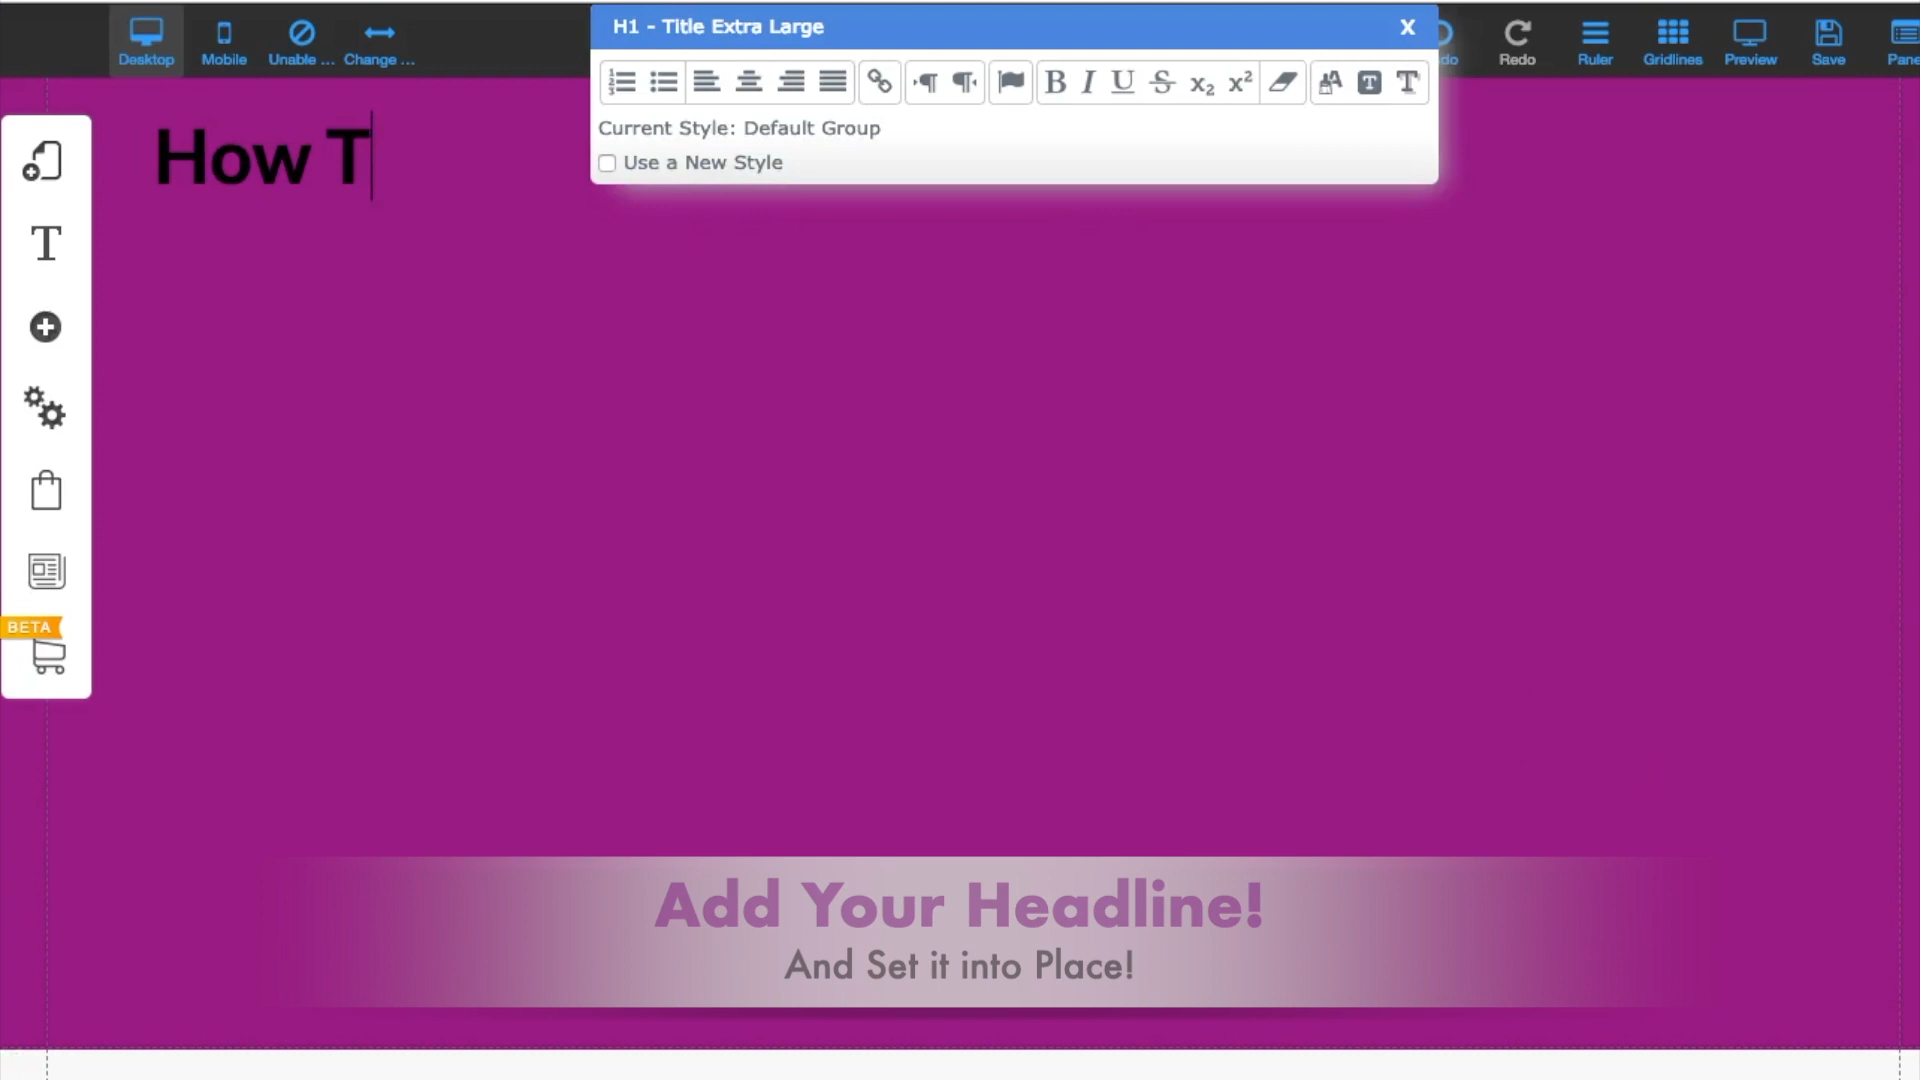 Desktop
Mobile
Unable ...
Change ...
H1 - Title Extra Large
X
Redo
Ruler
Gridlines
Preview
Save
Current Style: Default Group
Use a New Style
How T
BETA
Add Your Headline!
And Set it into Place!